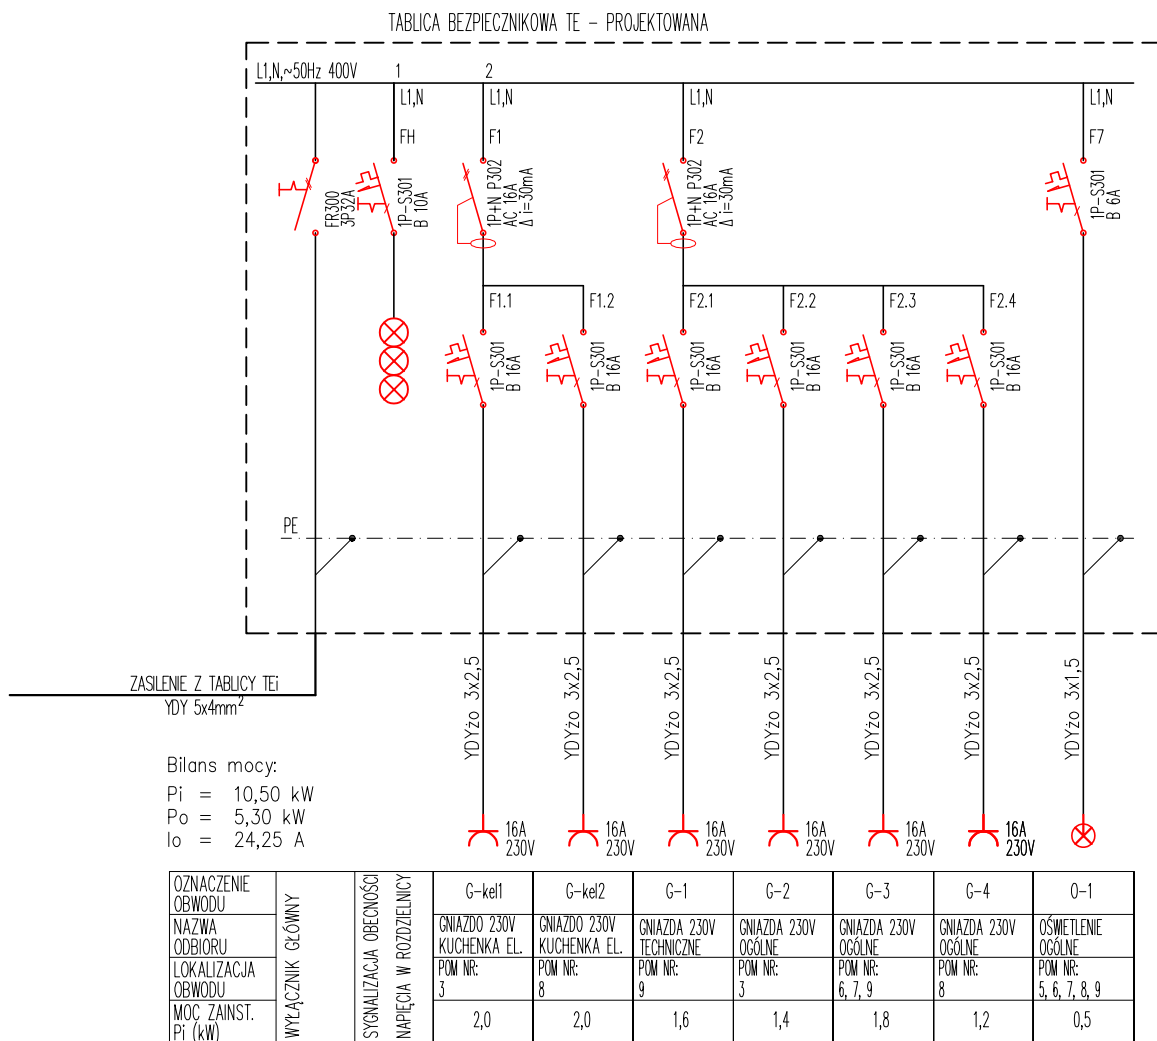 TABLICA BEZPIECZNIKOWA TE - PROJEKTOWANA
L1,N,~50Hz 400V
1
2
L1,N
L1,N
L1,N
L1,N
FH
F1
F2
F7
FR300
3P32A
1P-S301
B 10A
1P+N P302
AC 16A
Δ i=30mA
1P+N P302
AC 16A
Δ i=30mA
1P-S301
B 6A
F1.1
F1.2
F2.1
F2.2
F2.3
F2.4
1P-S301
B 16A
1P-S301
B 16A
1P-S301
B 16A
1P-S301
B 16A
1P-S301
B 16A
1P-S301
B 16A
PE
ZASILENIE Z TABLICY TEi
YDY 5x4mm²
YDYżo 3x2,5
YDYżo 3x2,5
YDYżo 3x2,5
YDYżo 3x2,5
YDYżo 3x2,5
YDYżo 3x2,5
YDYżo 3x1,5
Bilans mocy:
Pi = 10,50 kW
Po = 5,30 kW
Io = 24,25 A
16A
230V
16A
230V
16A
230V
16A
230V
16A
230V
16A
230V
OZNACZENIE
OBWODU
WYŁĄCZNIK GŁÓWNY
SYGNALIZACJA OBECNOŚCI
NAPIĘCIA W ROZDZIELNICY
G-kel1
G-kel2
G-1
G-2
G-3
G-4
O-1
NAZWA
ODBIORU
GNIAZDO 230V
KUCHENKA EL.
GNIAZDO 230V
KUCHENKA EL.
GNIAZDA 230V
TECHNICZNE
GNIAZDA 230V
OGÓLNE
GNIAZDA 230V
OGÓLNE
GNIAZDA 230V
OGÓLNE
OŚWIETLENIE
OGÓLNE
LOKALIZACJA
OBWODU
POM NR:
3
POM NR:
8
POM NR:
9
POM NR:
3
POM NR:
6, 7, 9
POM NR:
8
POM NR:
5, 6, 7, 8, 9
MOC ZAINST.
Pi (kW)
2,0
2,0
1,6
1,4
1,8
1,2
0,5